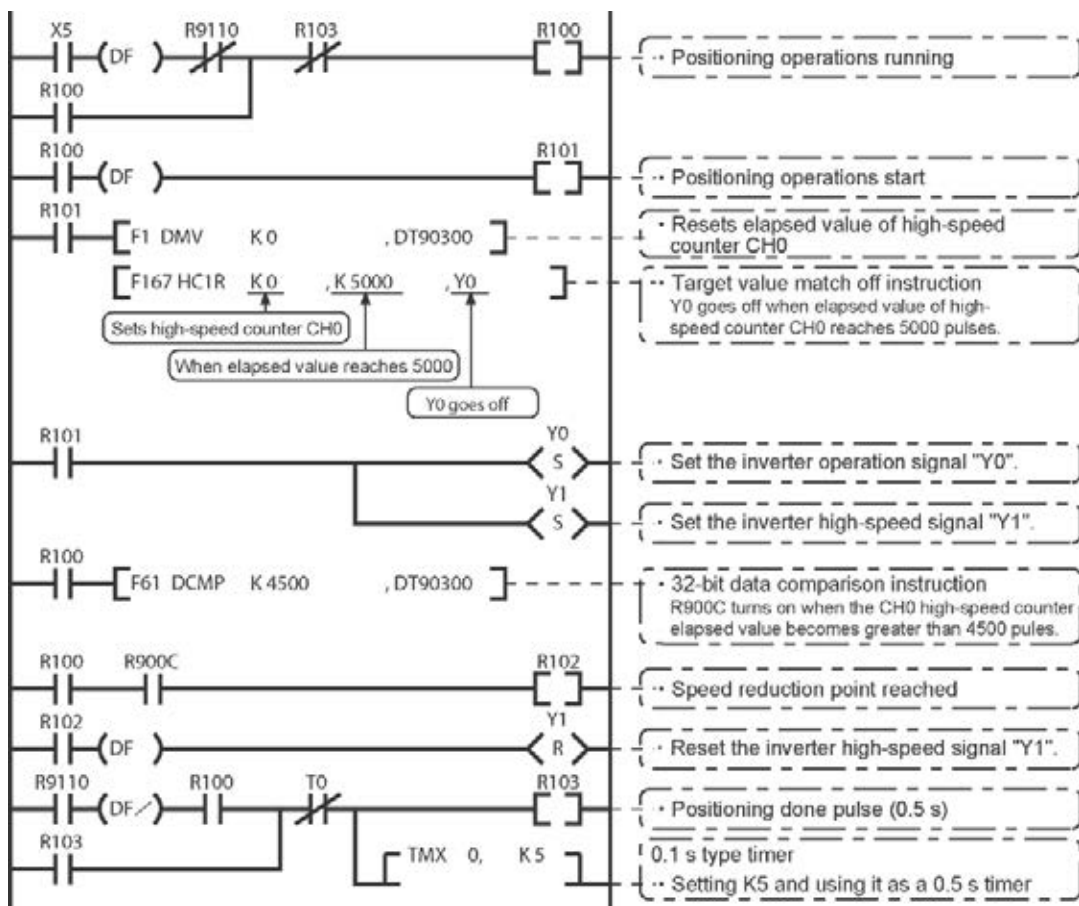 X5 R9110 R103 R100
DF
· Positioning operations running
R100
R100 R101
DF
· Positioning operations start
R101
F1 DMV K 0 , DT90300
· Resets elapsed value of high-speed
counter CH0
F167 HC1R K 0 , K 5000 , Y0
· Target value match off instruction
Y0 goes off when elapsed value of high-
speed counter CH0 reaches 5000 pulses.
Sets high-speed counter CH0
When elapsed value reaches 5000
Y0 goes off
R101 Y0
S
· Set the inverter operation signal "Y0".
Y1
S
· Set the inverter high-speed signal "Y1".
R100
F61 DCMP K 4500 , DT90300
· 32-bit data comparison instruction
R900C turns on when the CH0 high-speed counter
elapsed value becomes greater than 4500 pules.
R100 R900C R102
· Speed reduction point reached
R102 Y1
DF R
· Reset the inverter high-speed signal "Y1".
R9110 R100 T0 R103
DF/
· Positioning done pulse (0.5 s)
R103
TMX 0, K 5
0.1 s type timer
· Setting K5 and using it as a 0.5 s timer